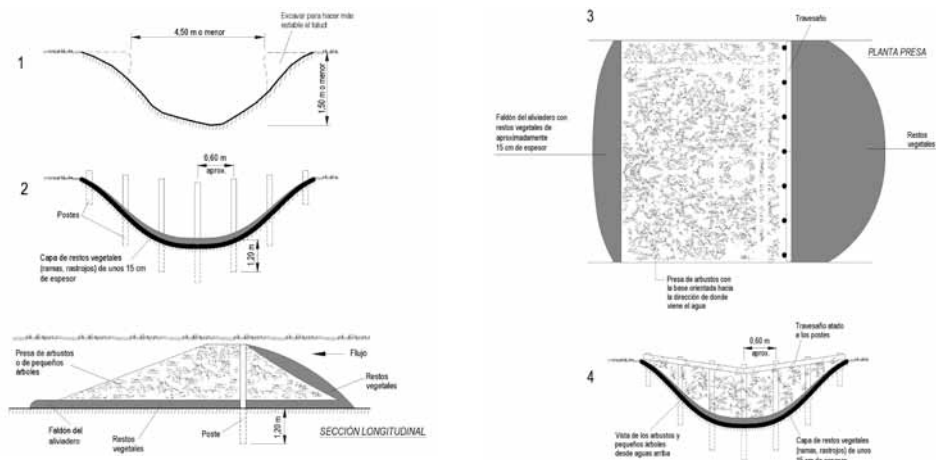 1
4,50 m o menor
Excavar para hacer más
estable el talud
1,50 m o menor
2
0,60 m
aprox.
Postes
Capa de restos vegetales
(ramas, rastrojos) de unos 15 cm
de espesor
1,20 m
Presa de arbustos
o de pequeños
árboles
Flujo
Restos
vegetales
Faldón del
aliviadero
Restos
vegetales
Poste
1,20 m
SECCIÓN LONGITUDINAL
3
Travesaño
PLANTA PRESA
Faldón del aliviadero con
restos vegetales de
aproximadamente
15 cm de espesor
Restos
vegetales
Presa de arbustos con
la base orientada hacia
la dirección de donde
viene el agua
4
0,60 m
aprox.
Travesaño atado
a los postes
Vista de los arbustos y
pequeños árboles
desde aguas arriba
Capa de restos vegetales
(ramas, rastrojos) de unos
15 cm de espesor